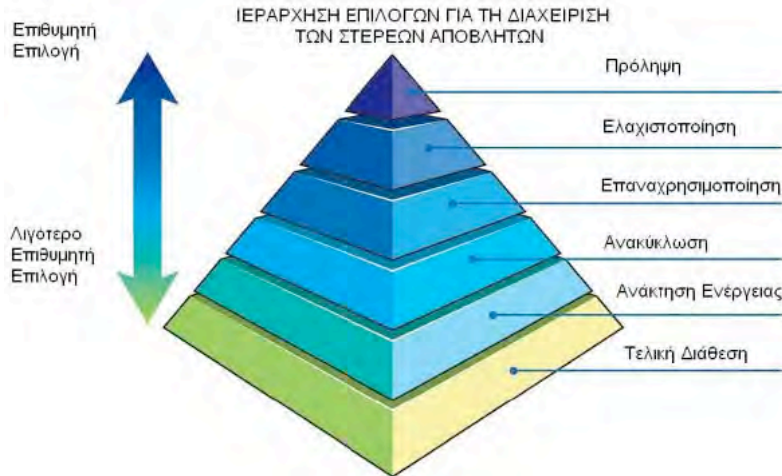 ΙΕΡΑΡΧΗΣΗ ΕΠΙΛΟΓΩΝ ΓΙΑ ΤΗ ΔΙΑΧΕΙΡΙΣΗ
ΤΩΝ ΣΤΕΡΕΩΝ ΑΠΟΒΛΗΤΩΝ
Επιθυμητή
Επιλογή
Πρόληψη
Ελαχιστοποίηση
Επαναχρησιμοποίηση
Λιγότερο
Επιθυμητή
Επιλογή
Ανακύκλωση
Ανάκτηση Ενέργειας
Τελική Διάθεση